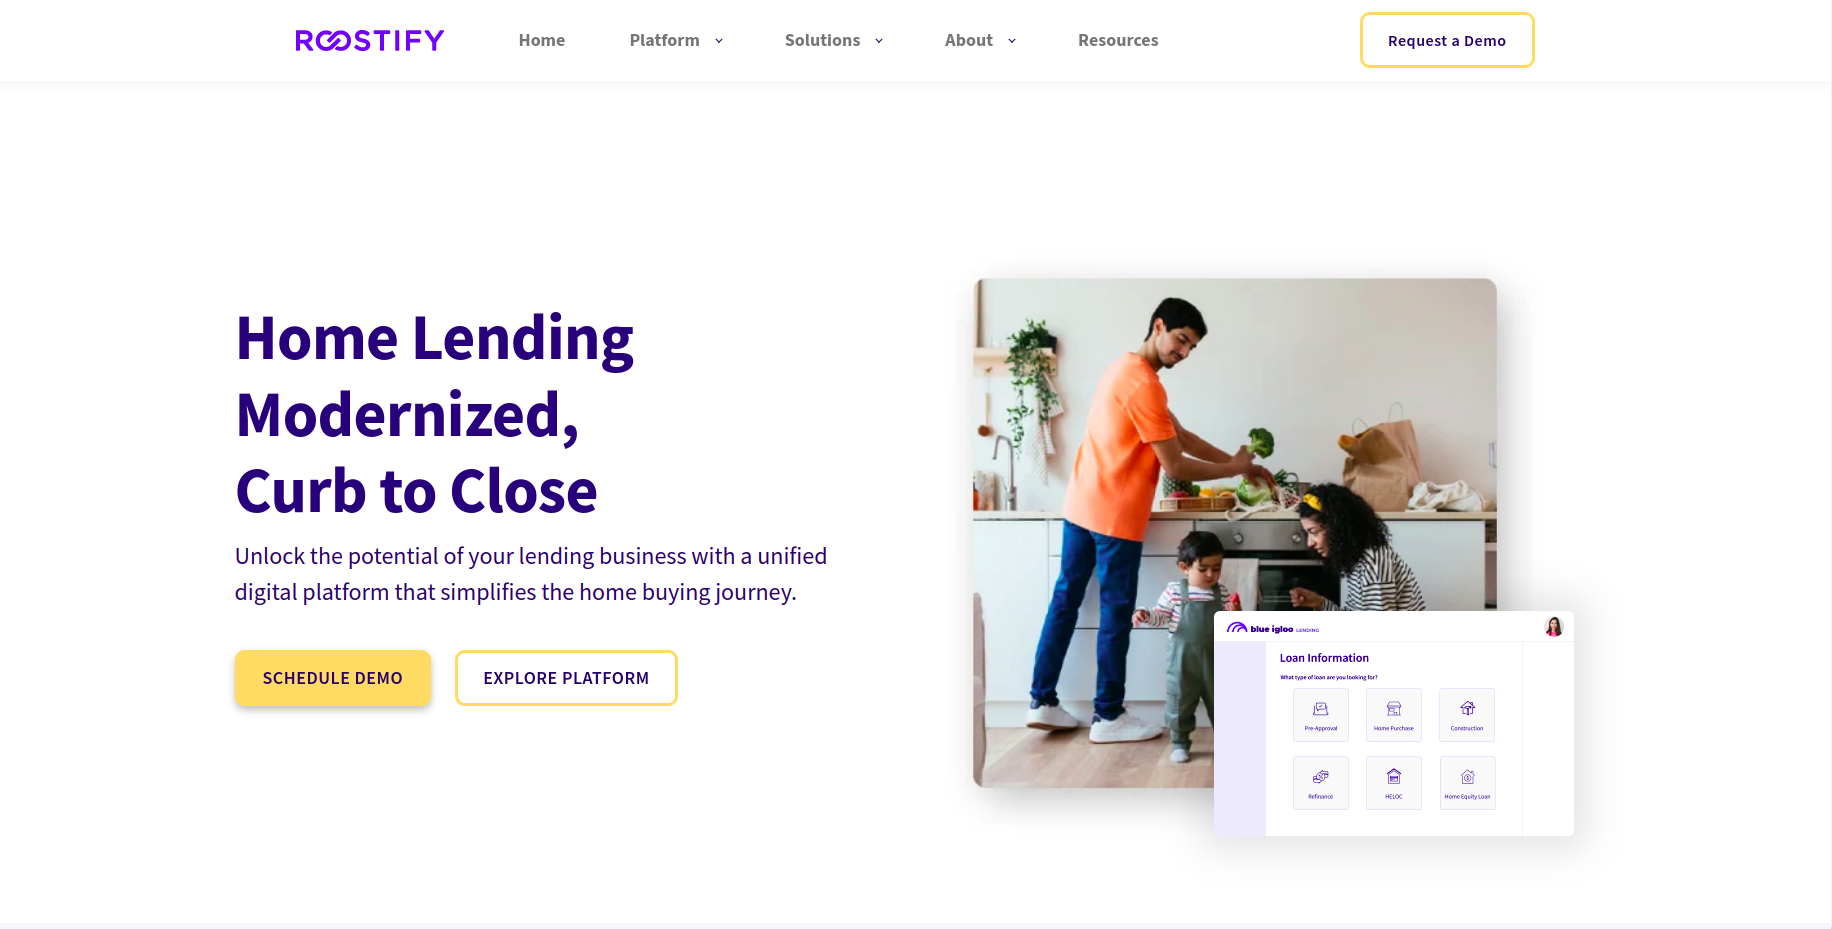 ROOSTIFY
Home
Platform
Solutions
About
Resources
Request a Demo
Home Lending
Modernized,
Curb to Close
Unlock the potential of your lending business with a unified
digital platform that simplifies the home buying journey.
SCHEDULE DEMO
EXPLORE PLATFORM
blue igloo LENDING
Loan Information
What type of loan are you looking for?
Pre-Approval
Home Purchase
Construction
Refinance
HELOC
Home Equity Loan